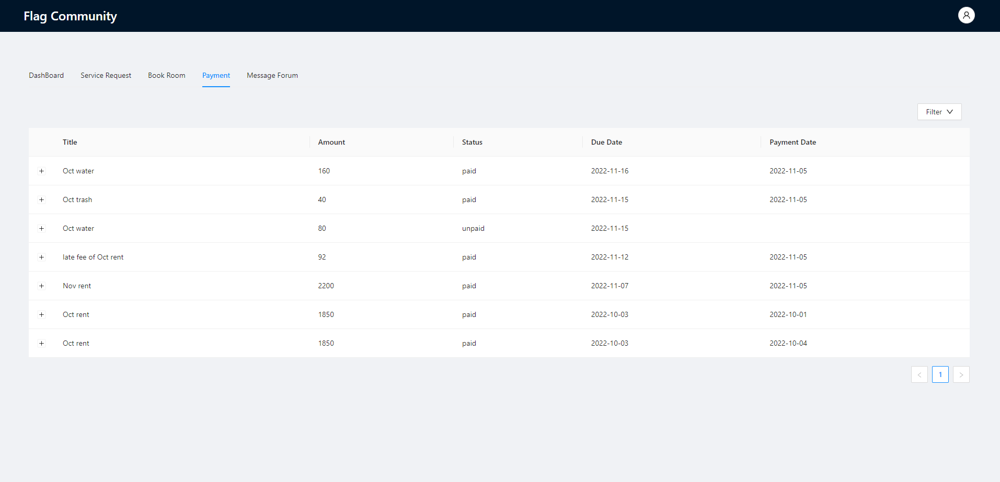 Flag Community
DashBoard Service Request Book Room Payment Message Forum
Filter
Title Amount Status Due Date Payment Date
+ Oct water 160 paid 2022-11-16 2022-11-05
+ Oct trash 40 paid 2022-11-15 2022-11-05
+ Oct water 80 unpaid 2022-11-15
+ late fee of Oct rent 92 paid 2022-11-12 2022-11-05
+ Nov rent 2200 paid 2022-11-07 2022-11-05
+ Oct rent 1850 paid 2022-10-03 2022-10-01
+ Oct rent 1850 paid 2022-10-03 2022-10-04
< 1 >